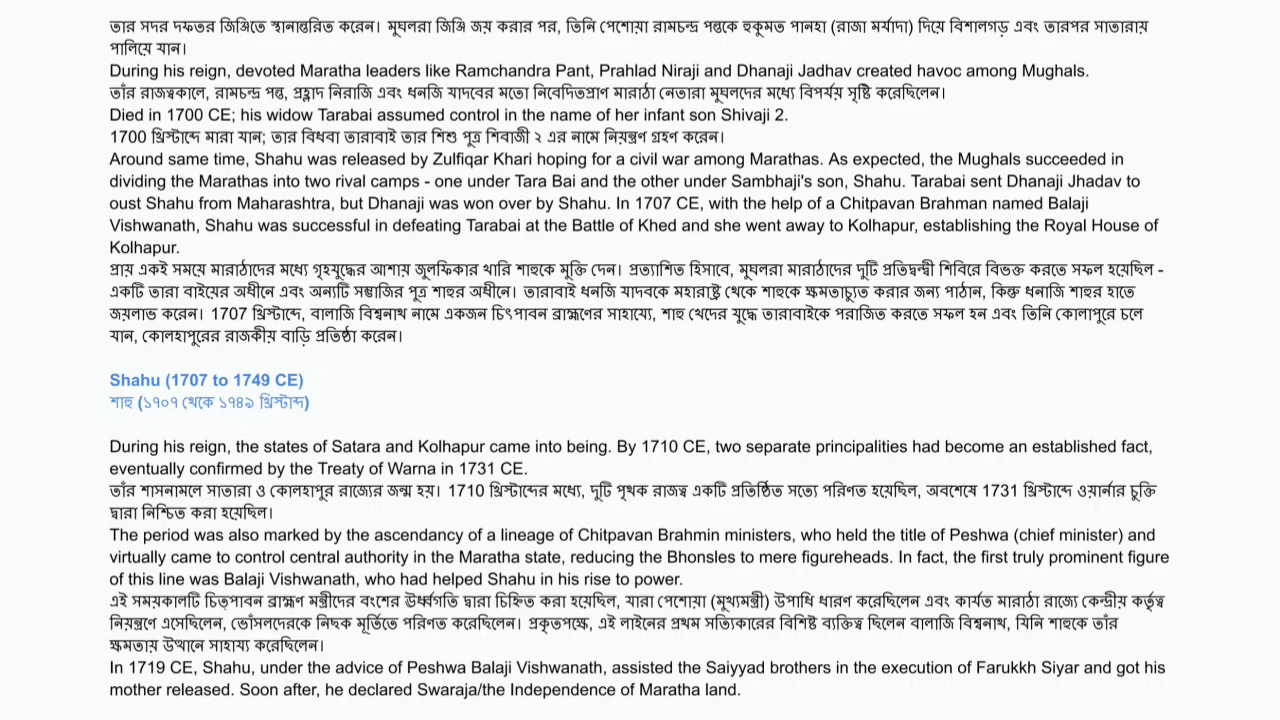 তার সদর দফতর জিঞ্জিতে স্থানান্তরিত করেন। মুঘলরা জিঞ্জি জয় করার পর, তিনি পেশোয়া রামচন্দ্র পন্তকে হুকুমত পানহা (রাজা মর্যাদা) দিয়ে বিশালগড় এবং তারপর সাতারায়
পালিয়ে যান।
During his reign, devoted Maratha leaders like Ramchandra Pant, Prahlad Niraji and Dhanaji Jadhav created havoc among Mughals.
তাঁর রাজত্বকালে, রামচন্দ্র পন্ত, প্রহ্লাদ নিরাজি এবং ধনজি যাদবের মতো নিবেদিতপ্রাণ মারাঠা নেতারা মুঘলদের মধ্যে বিপর্যয় সৃষ্টি করেছিলেন।
Died in 1700 CE; his widow Tarabai assumed control in the name of her infant son Shivaji 2.
1700 খ্রিস্টাব্দে মারা যান; তার বিধবা তারাবাই তার শিশু পুত্র শিবাজী ২ এর নামে নিয়ন্ত্রণ গ্রহণ করেন।
Around same time, Shahu was released by Zulfiqar Khari hoping for a civil war among Marathas. As expected, the Mughals succeeded in
dividing the Marathas into two rival camps - one under Tara Bai and the other under Sambhaji's son, Shahu. Tarabai sent Dhanaji Jhadav to
oust Shahu from Maharashtra, but Dhanaji was won over by Shahu. In 1707 CE, with the help of a Chitpavan Brahman named Balaji
Vishwanath, Shahu was successful in defeating Tarabai at the Battle of Khed and she went away to Kolhapur, establishing the Royal House of
Kolhapur.
প্রায় একই সময়ে মারাঠাদের মধ্যে গৃহযুদ্ধের আশায় জুলফিকার খারি শাহুকে মুক্তি দেন। প্রত্যাশিত হিসাবে, মুঘলরা মারাঠাদের দুটি প্রতিদ্বন্দ্বী শিবিরে বিভক্ত করতে সফল হয়েছিল -
একটি তারা বাইয়ের অধীনে এবং অন্যটি সম্ভাজির পুত্র শাহুর অধীনে। তারাবাই ধনজি যাদবকে মহারাষ্ট্র থেকে শাহুকে ক্ষমতাচ্যুত করার জন্য পাঠান, কিন্তু ধনাজি শাহুর হাতে
জয়লাভ করেন। 1707 খ্রিস্টাব্দে, বালাজি বিশ্বনাথ নামে একজন চিৎপাবন ব্রাহ্মণের সাহায্যে, শাহু খেদের যুদ্ধে তারাবাইকে পরাজিত করতে সফল হন এবং তিনি কোলাপুরে চলে
যান, কোলহাপুরের রাজকীয় বাড়ি প্রতিষ্ঠা করেন।
Shahu (1707 to 1749 CE)
শাহু (১৭০৭ থেকে ১৭৪৯ খ্রিস্টাব্দ)
During his reign, the states of Satara and Kolhapur came into being. By 1710 CE, two separate principalities had become an established fact,
eventually confirmed by the Treaty of Warna in 1731 CE.
তাঁর শাসনামলে সাতারা ও কোলহাপুর রাজ্যের জন্ম হয়। 1710 খ্রিস্টাব্দের মধ্যে, দুটি পৃথক রাজত্ব একটি প্রতিষ্ঠিত সত্যে পরিণত হয়েছিল, অবশেষে 1731 খ্রিস্টাব্দে ওয়ার্নার চুক্তি
দ্বারা নিশ্চিত করা হয়েছিল।
The period was also marked by the ascendancy of a lineage of Chitpavan Brahmin ministers, who held the title of Peshwa (chief minister) and
virtually came to control central authority in the Maratha state, reducing the Bhonsles to mere figureheads. In fact, the first truly prominent figure
of this line was Balaji Vishwanath, who had helped Shahu in his rise to power.
এই সময়কালটি চিত্পাবন ব্রাহ্মণ মন্ত্রীদের বংশের ঊর্ধ্বগতি দ্বারা চিহ্নিত করা হয়েছিল, যারা পেশোয়া (মুখ্যমন্ত্রী) উপাধি ধারণ করেছিলেন এবং কার্যত মারাঠা রাজ্যে কেন্দ্রীয় কর্তৃত্ব
নিয়ন্ত্রণে এসেছিলেন, ভোঁসলদেরকে নিছক মূর্তিতে পরিণত করেছিলেন। প্রকৃতপক্ষে, এই লাইনের প্রথম সত্যিকারের বিশিষ্ট ব্যক্তিত্ব ছিলেন বালাজি বিশ্বনাথ, যিনি শাহুকে তাঁর
ক্ষমতায় উত্থানে সাহায্য করেছিলেন।
In 1719 CE, Shahu, under the advice of Peshwa Balaji Vishwanath, assisted the Saiyyad brothers in the execution of Farukkh Siyar and got his
mother released. Soon after, he declared Swaraja/the Independence of Maratha land.